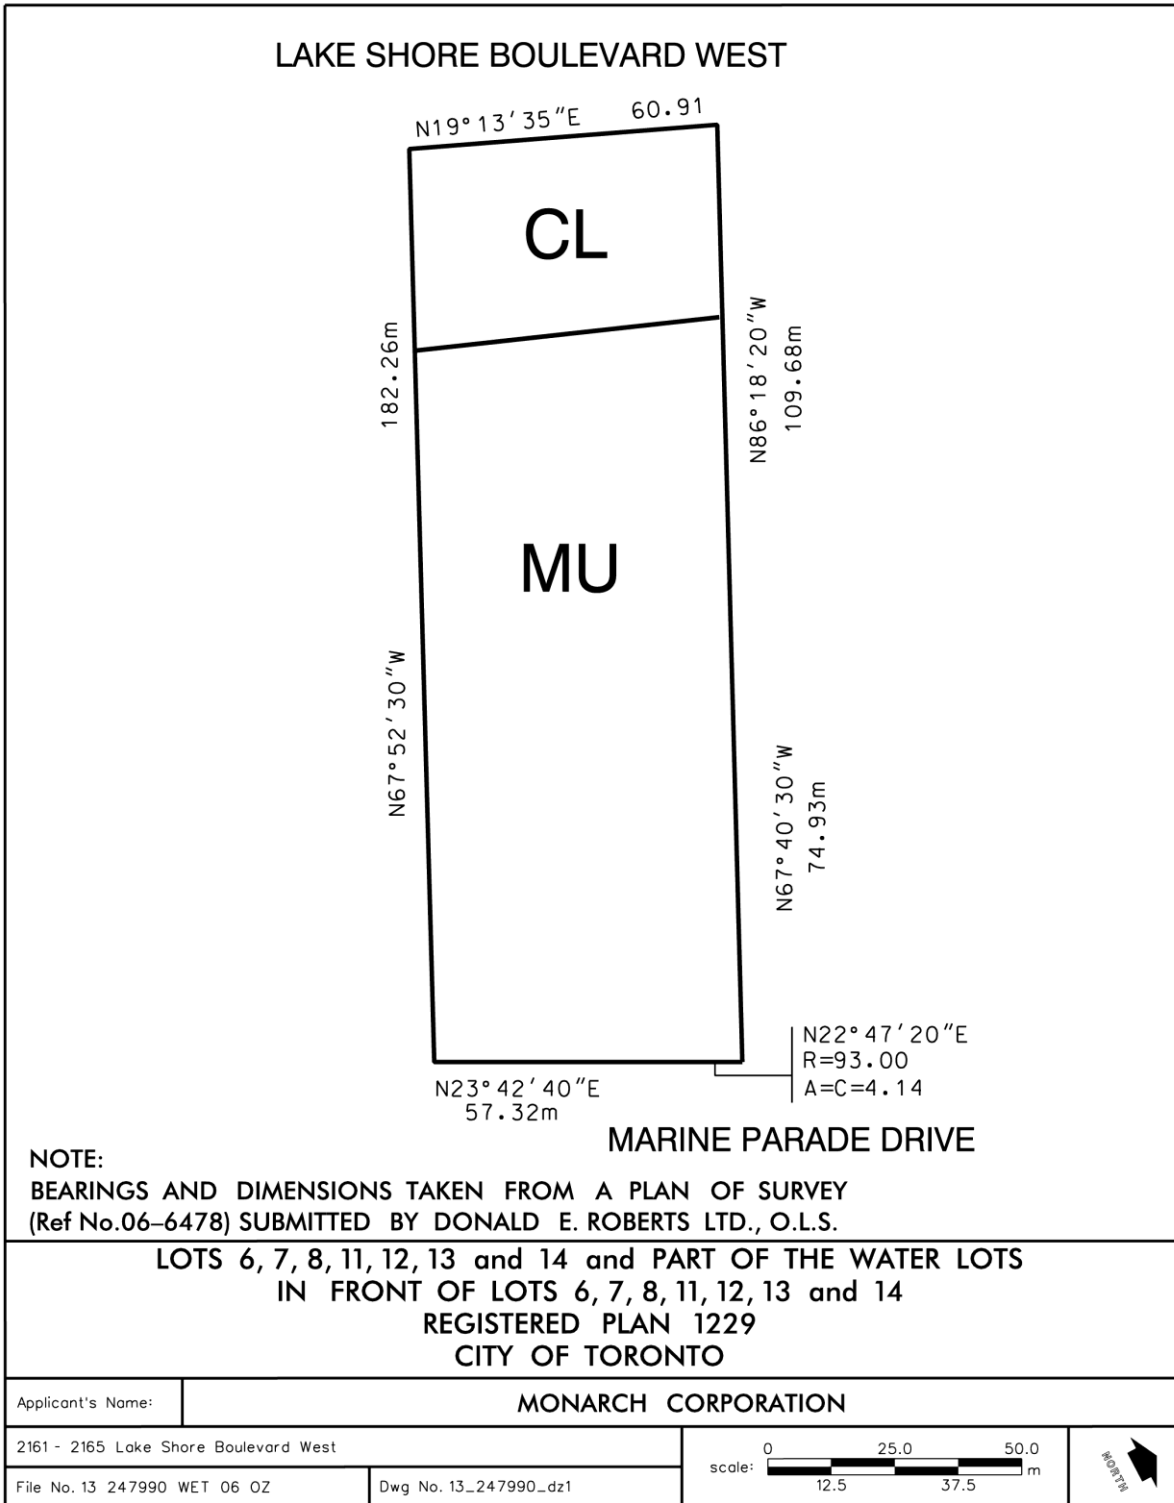 LAKE SHORE BOULEVARD WEST
N19°13'35"E 60.91
CL
182.26m
N86°18'20"W
109.68m
MU
N67°52'30"W
N67°40'30"W
74.93m
N22°47'20"E
R=93.00
A=C=4.14
N23°42'40"E
57.32m
MARINE PARADE DRIVE
NOTE:
BEARINGS AND DIMENSIONS TAKEN FROM A PLAN OF SURVEY
(Ref No.06–6478) SUBMITTED BY DONALD E. ROBERTS LTD., O.L.S.
LOTS 6, 7, 8, 11, 12, 13 and 14 and PART OF THE WATER LOTS
IN FRONT OF LOTS 6, 7, 8, 11, 12, 13 and 14
REGISTERED PLAN 1229
CITY OF TORONTO
Applicant's Name: MONARCH CORPORATION
2161 - 2165 Lake Shore Boulevard West
File No. 13 247990 WET 06 OZ
Dwg No. 13_247990_dz1
0 25.0 50.0
scale: m
12.5 37.5
NORTH